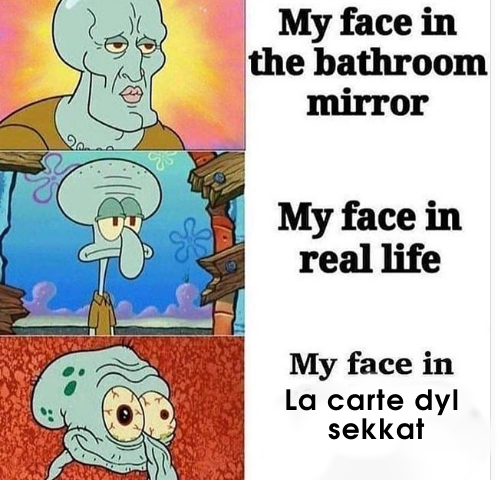 My face in
the bathroom
mirror
My face in
real life
My face in
La carte dyl
sekkat